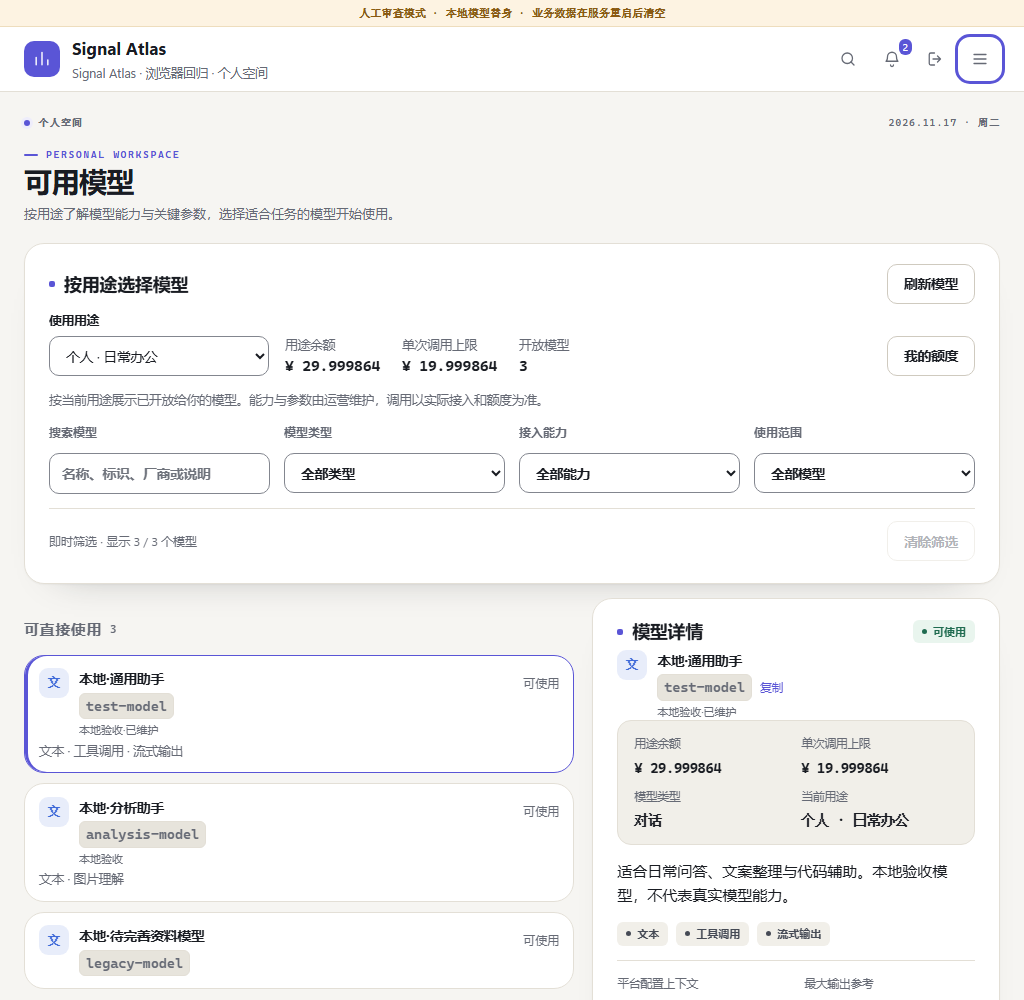 人工审查模式 · 本地模型替身 · 业务数据在服务重启后清空
Signal Atlas
Signal Atlas · 浏览器回归 · 个人空间
2
个人空间
2026.11.17 · 周二
PERSONAL WORKSPACE
可用模型
按用途了解模型能力与关键参数，选择适合任务的模型开始使用。
按用途选择模型
刷新模型
使用用途
个人 · 日常办公
用途余额
¥ 29.999864
单次调用上限
¥ 19.999864
开放模型
3
我的额度
按当前用途展示已开放给你的模型。能力与参数由运营维护，调用以实际接入和额度为准。
搜索模型
模型类型
接入能力
使用范围
名称、标识、厂商或说明
全部类型
全部能力
全部模型
即时筛选 · 显示 3 / 3 个模型
清除筛选
可直接使用 3
文
本地·通用助手
可使用
test-model
本地验收·已维护
文本 · 工具调用 · 流式输出
文
本地·分析助手
可使用
analysis-model
本地验收
文本 · 图片理解
文
本地·待完善资料模型
可使用
legacy-model
模型详情
可使用
文
本地·通用助手
test-model 复制
本地验收·已维护
用途余额
¥ 29.999864
单次调用上限
¥ 19.999864
模型类型
对话
当前用途
个人 · 日常办公
适合日常问答、文案整理与代码辅助。本地验收模
型，不代表真实模型能力。
文本
工具调用
流式输出
平台配置上下文
最大输出参考